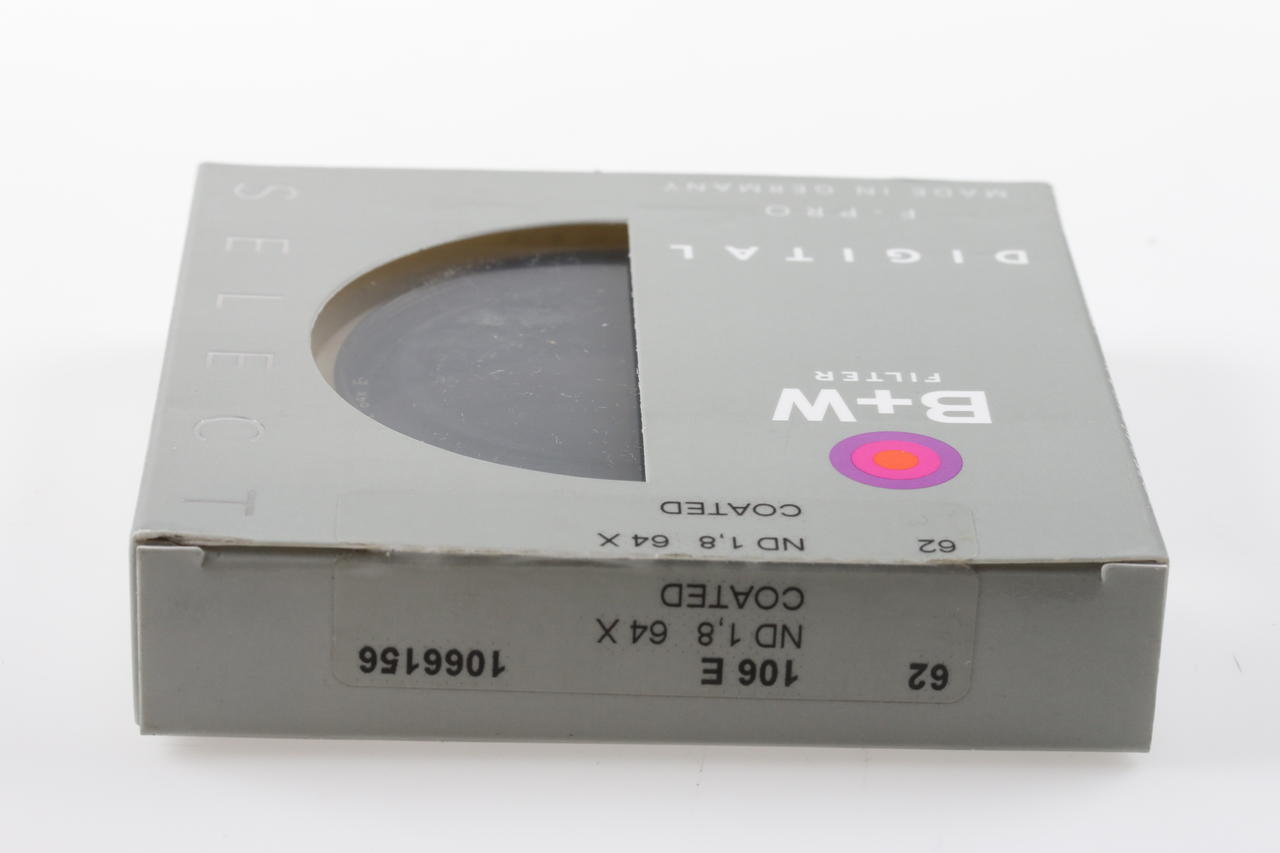 62 106 E 1066156
ND 1,8 64 X
COATED
62 ND 1,8 64 X
COATED
B+W
FILTER
DIGITAL
F-PRO
MADE IN GERMANY
SELECT